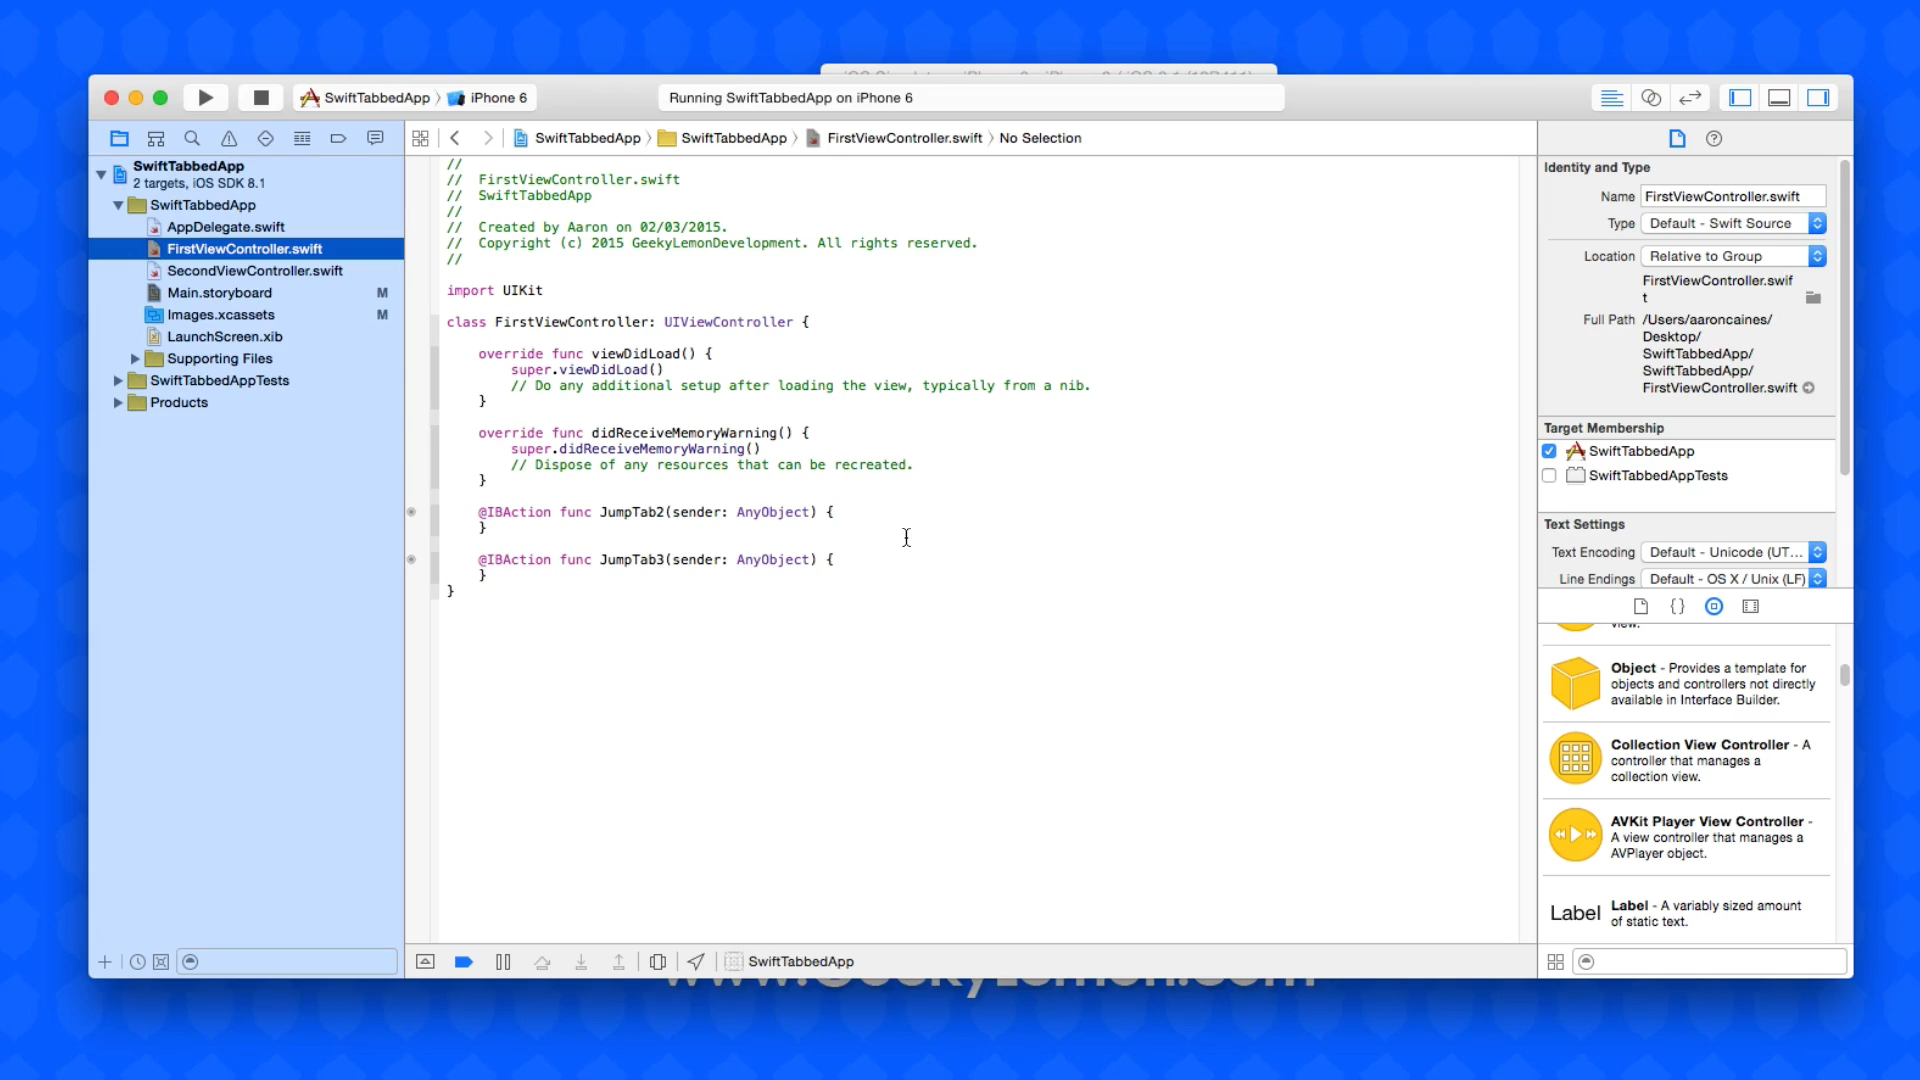 SwiftTabbedApp 〉 iPhone 6
Running SwiftTabbedApp on iPhone 6
SwiftTabbedApp 〉 SwiftTabbedApp 〉 FirstViewController.swift 〉 No Selection
SwiftTabbedApp
2 targets, iOS SDK 8.1
SwiftTabbedApp
AppDelegate.swift
FirstViewController.swift
SecondViewController.swift
Main.storyboard M
Images.xcassets M
LaunchScreen.xib
Supporting Files
SwiftTabbedAppTests
Products
//
// FirstViewController.swift
// SwiftTabbedApp
//
// Created by Aaron on 02/03/2015.
// Copyright (c) 2015 GeekyLemonDevelopment. All rights reserved.
//
import UIKit
class FirstViewController: UIViewController {
override func viewDidLoad() {
super.viewDidLoad()
// Do any additional setup after loading the view, typically from a nib.
}
override func didReceiveMemoryWarning() {
super.didReceiveMemoryWarning()
// Dispose of any resources that can be recreated.
}
@IBAction func JumpTab2(sender: AnyObject) {
}
@IBAction func JumpTab3(sender: AnyObject) {
}
}
SwiftTabbedApp
Identity and Type
Name FirstViewController.swift
Type Default - Swift Source
Location Relative to Group
FirstViewController.swif
t
Full Path /Users/aaroncaines/
Desktop/
SwiftTabbedApp/
SwiftTabbedApp/
FirstViewController.swift
Target Membership
SwiftTabbedApp
SwiftTabbedAppTests
Text Settings
Text Encoding Default - Unicode (UT...
Line Endings Default - OS X / Unix (LF)
{}
view.
Object - Provides a template for
objects and controllers not directly
available in Interface Builder.
Collection View Controller - A
controller that manages a
collection view.
AVKit Player View Controller -
A view controller that manages a
AVPlayer object.
Label Label - A variably sized amount
of static text.
www.GeekyLemon.com